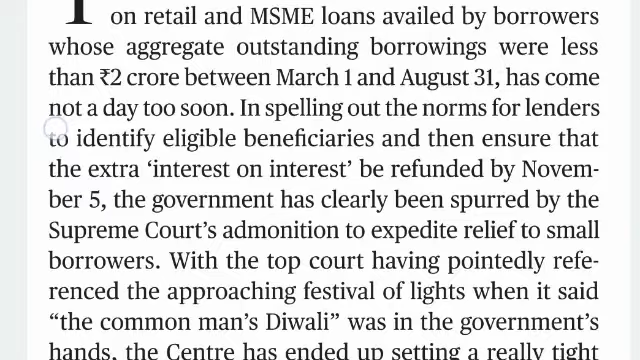 on retail and MSME loans availed by borrowers
whose aggregate outstanding borrowings were less
than ₹2 crore between March 1 and August 31, has come
not a day too soon. In spelling out the norms for lenders
to identify eligible beneficiaries and then ensure that
the extra ‘interest on interest’ be refunded by Novem-
ber 5, the government has clearly been spurred by the
Supreme Court’s admonition to expedite relief to small
borrowers. With the top court having pointedly refe-
renced the approaching festival of lights when it said
“the common man’s Diwali” was in the government’s
hands, the Centre has ended up setting a really tight